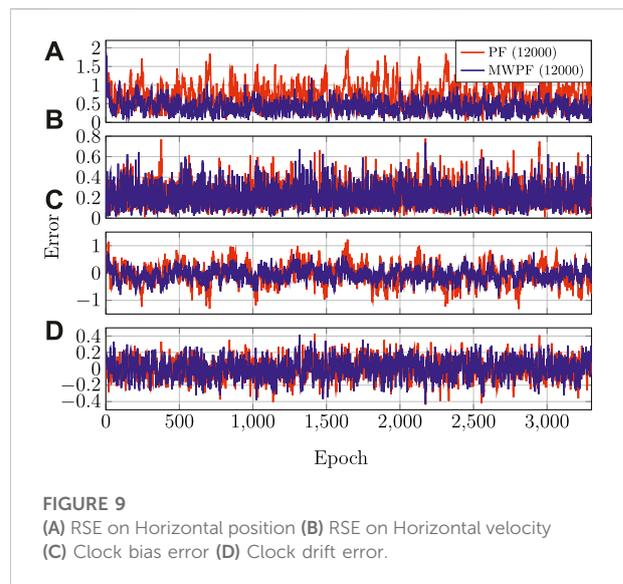 A
2
1.5
1
0.5
0
PF (12000)
MWPF (12000)
B
0.8
0.6
0.4
0.2
0
C
Error
1
0
−1
D
0.4
0.2
0
−0.2
−0.4
0 500 1,000 1,500 2,000 2,500 3,000
Epoch
FIGURE 9
(A) RSE on Horizontal position (B) RSE on Horizontal velocity
(C) Clock bias error (D) Clock drift error.